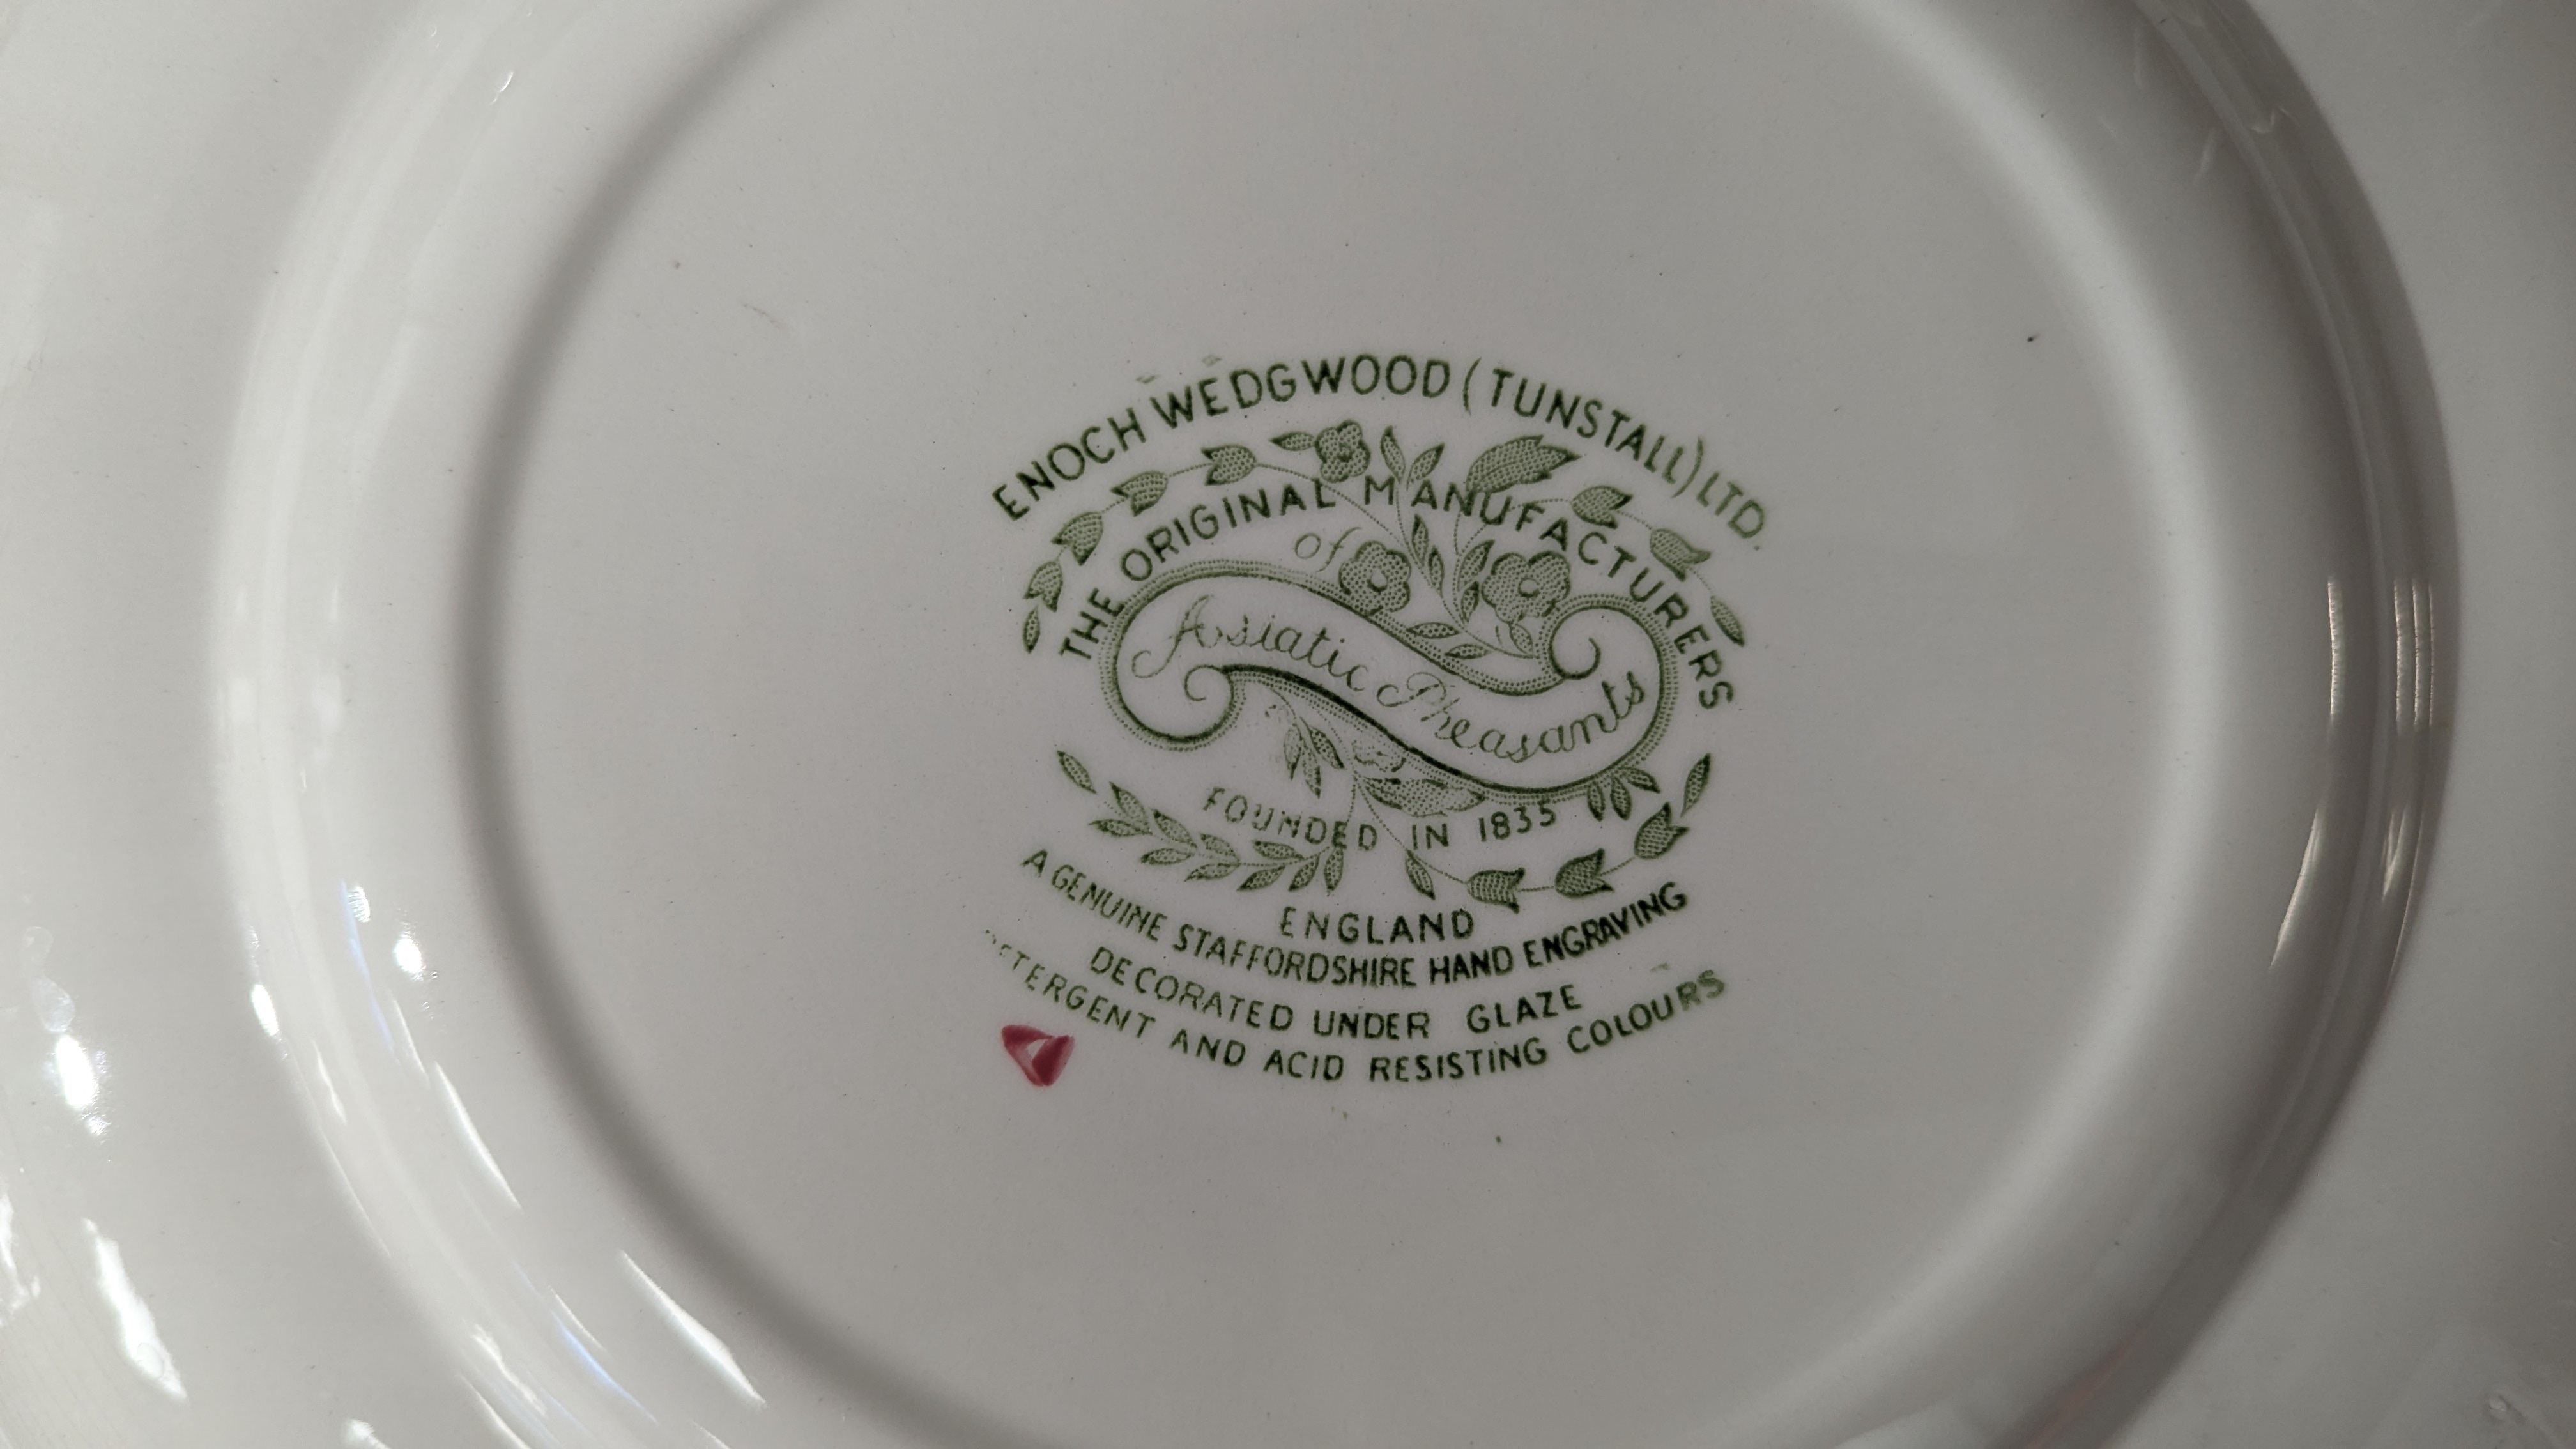 ENOCH WEDGWOOD (TUNSTALL) LTD.
THE ORIGINAL MANUFACTURERS
of
Asiatic Pheasants
FOUNDED IN 1835
ENGLAND
A GENUINE STAFFORDSHIRE HAND ENGRAVING
DECORATED UNDER GLAZE
DETERGENT AND ACID RESISTING COLOURS